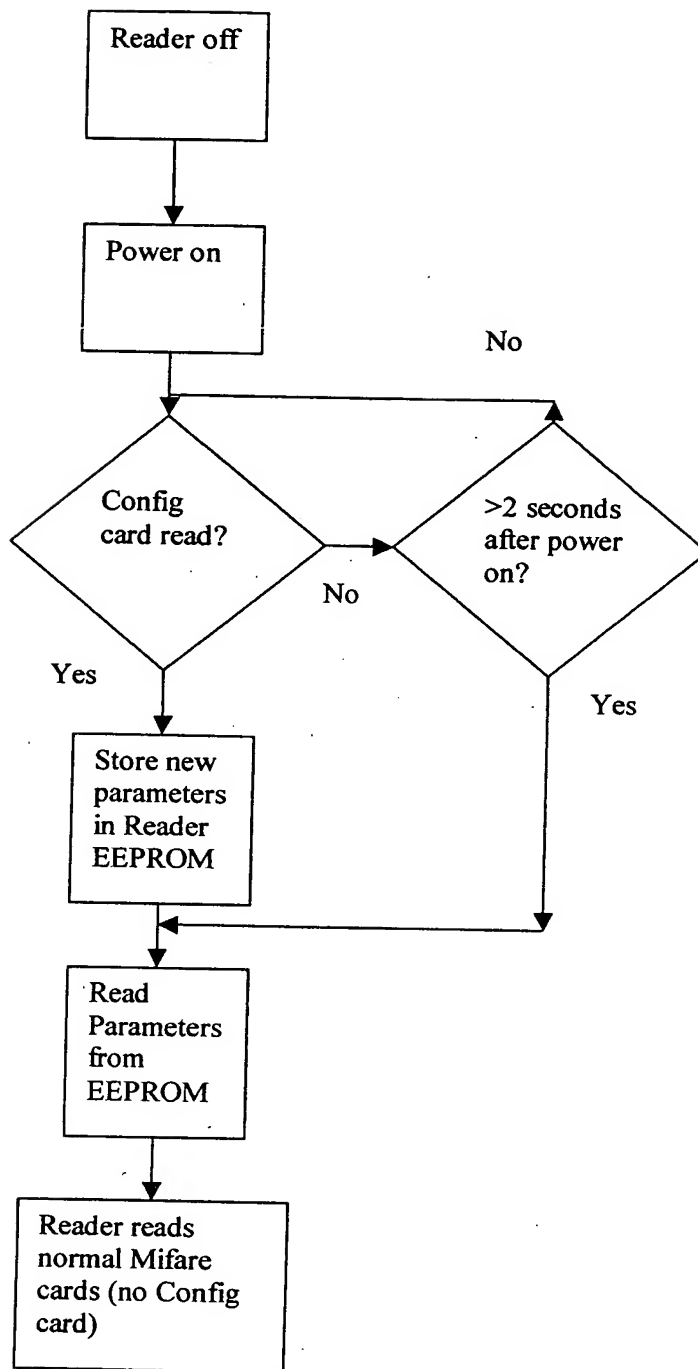 Reader off
Power on
No
Config
card read?
>2 seconds
after power
on?
No
Yes
Yes
Store new
parameters
in Reader
EEPROM
Read
Parameters
from
EEPROM
Reader reads
normal Mifare
cards (no Config
card)